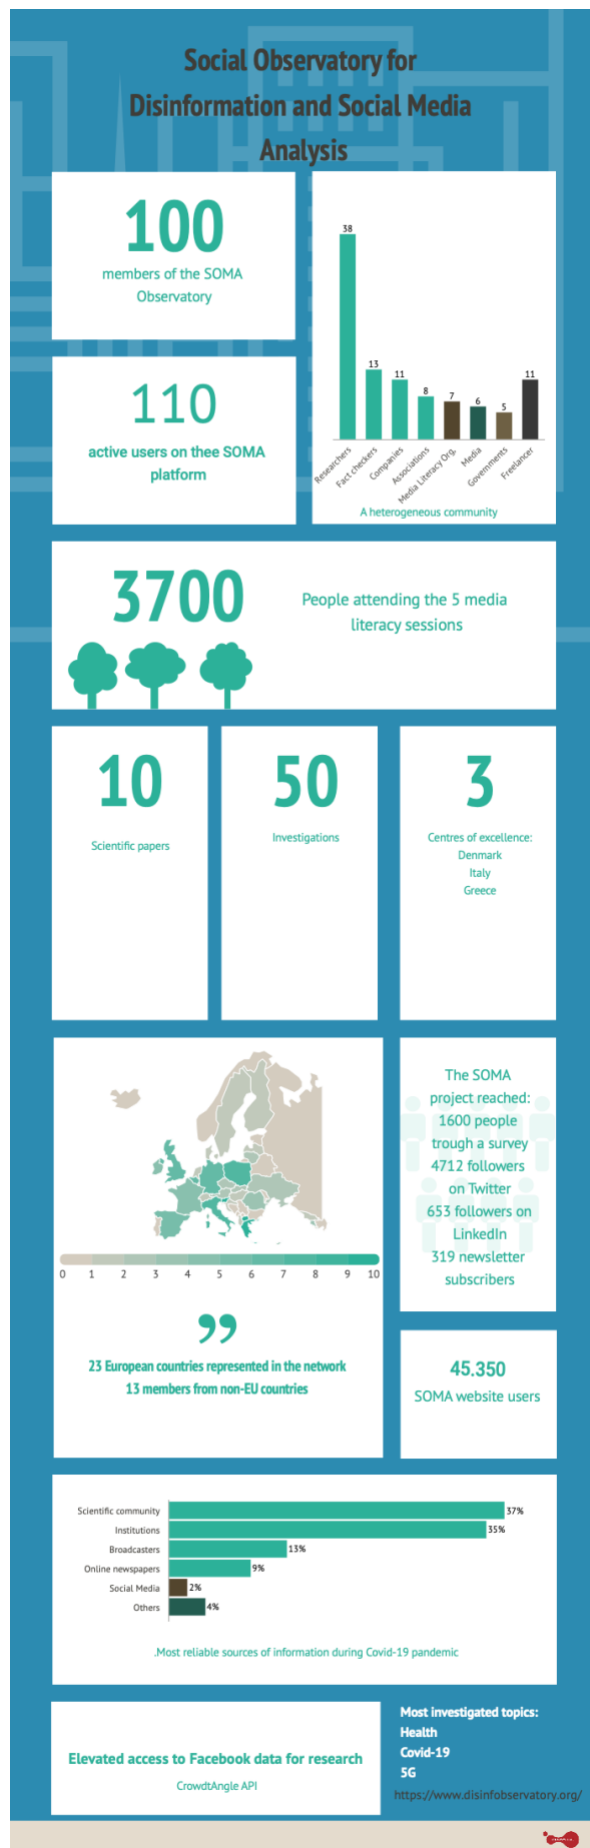 Social Observatory for
Disinformation and Social Media
Analysis
100
members of the SOMA
Observatory
110
active users on thee SOMA
platform
38
13
11
8
7
6
5
11
Researchers
Fact checkers
Companies
Associations
Media Literacy Org,
Media
Governments
Freelancer
A heterogeneous community
3700
People attending the 5 media
literacy sessions
10
Scientific papers
50
Investigations
3
Centres of excellence:
Denmark
Italy
Greece
0 1 2 3 4 5 6 7 8 9 10
”
23 European countries represented in the network
13 members from non-EU countries
The SOMA
project reached:
1600 people
trough a survey
4712 followers
on Twitter
653 followers on
LinkedIn
319 newsletter
subscribers
45.350
SOMA website users
Scientific community 37%
Institutions 35%
Broadcasters 13%
Online newspapers 9%
Social Media 2%
Others 4%
.Most reliable sources of information during Covid-19 pandemic
Elevated access to Facebook data for research
CrowdtAngle API
Most investigated topics:
Health
Covid-19
5G
https://www.disinfobservatory.org/